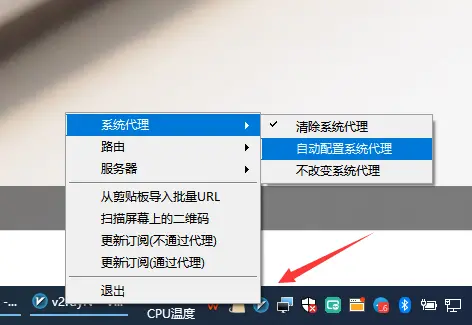 系统代理
路由
服务器
从剪贴板导入批量URL
扫描屏幕上的二维码
更新订阅(不通过代理)
更新订阅(通过代理)
退出
清除系统代理
自动配置系统代理
不改变系统代理
CPU温度